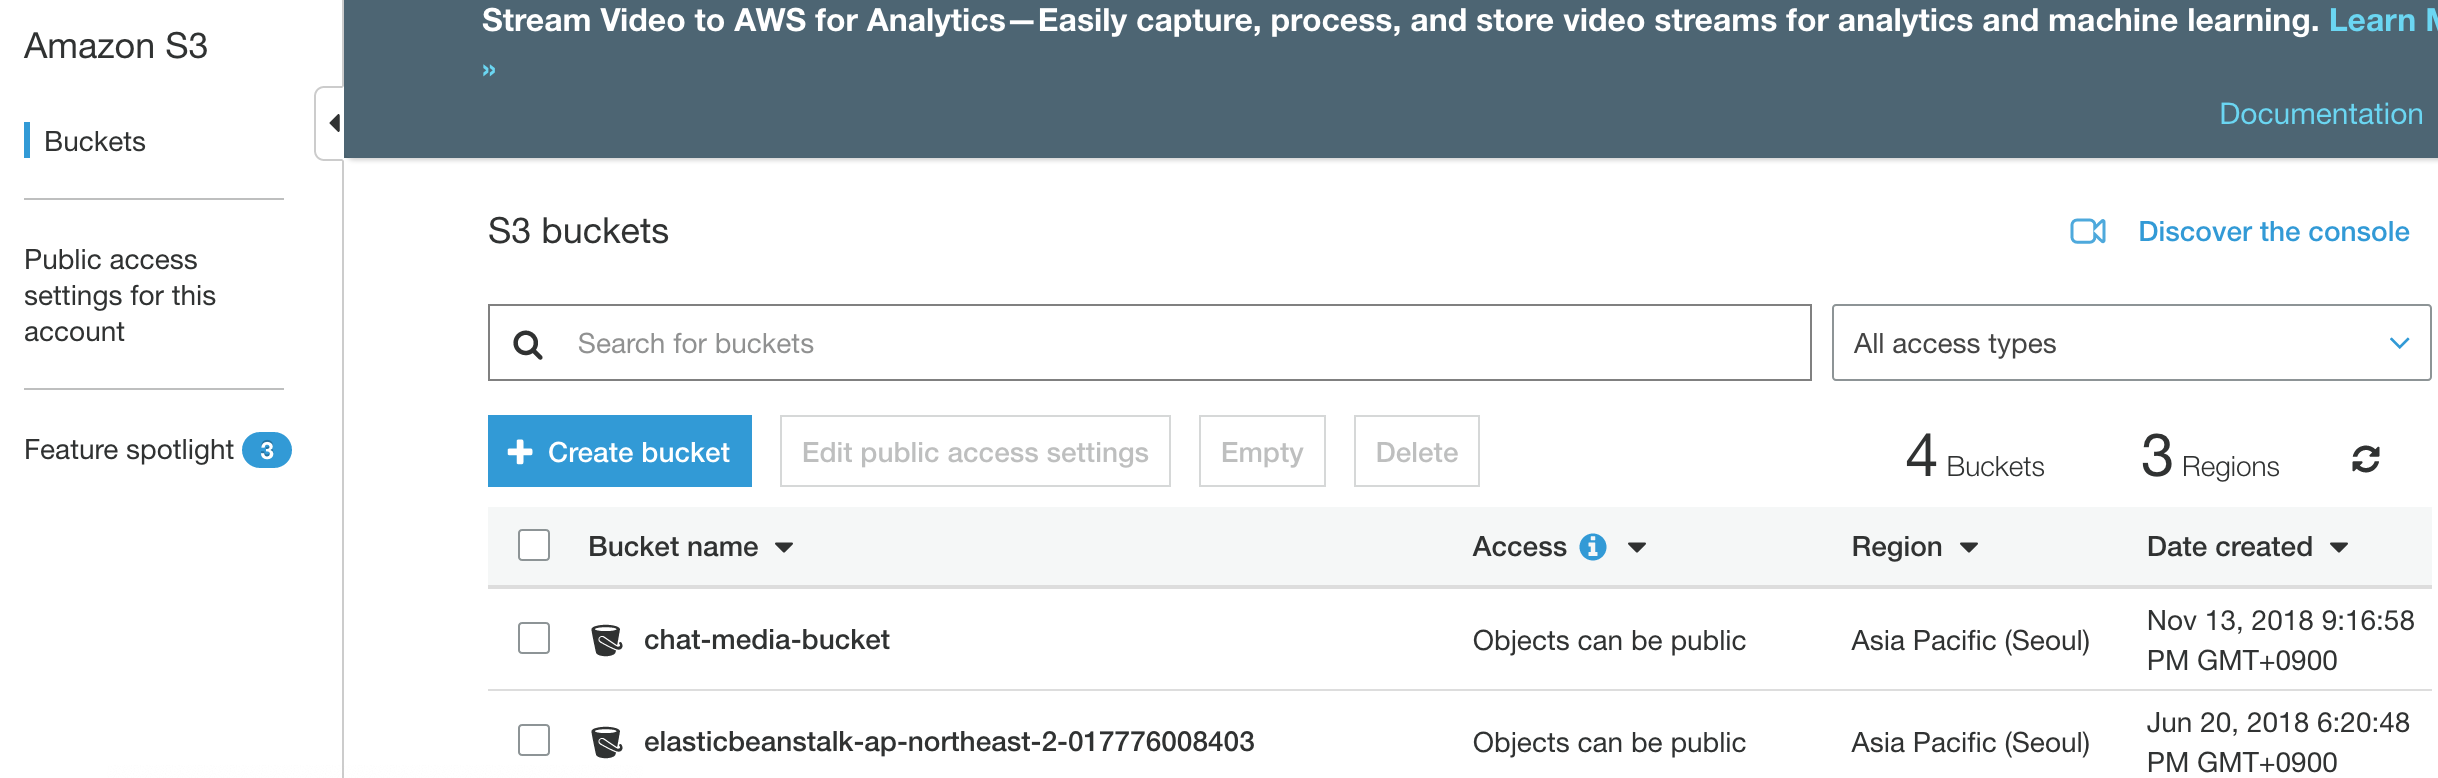 Amazon S3
Buckets
Public access
settings for this
account
Feature spotlight 3
Stream Video to AWS for Analytics—Easily capture, process, and store video streams for analytics and machine learning. Learn
»
Documentation
S3 buckets
Discover the console
Search for buckets
All access types
Create bucket
Edit public access settings
Empty
Delete
4 Buckets
3 Regions
Bucket name
Access
Region
Date created
chat-media-bucket
Objects can be public
Asia Pacific (Seoul)
Nov 13, 2018 9:16:58
PM GMT+0900
elasticbeanstalk-ap-northeast-2-017776008403
Objects can be public
Asia Pacific (Seoul)
Jun 20, 2018 6:20:48
PM GMT+0900